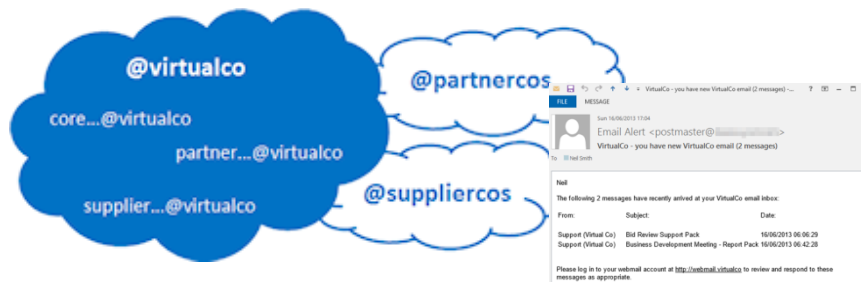 @virtualco
core...@virtualco
partner...@virtualco
supplier....@virtualco
@partnercos
@suppliercos
VirtualCo - you have new VirtualCo email (2 messages) -...
FILE MESSAGE
Sun 16/06/2013 17:04
Email Alert <postmaster@
VirtualCo - you have new VirtualCo email (2 messages)
To Neil Smith
Neil
The following 2 messages have recently arrived at your VirtualCo email inbox:
From: Subject: Date:
Support (Virtual Co) Bid Review Support Pack 16/06/2013 06:06:29
Support (Virtual Co) Business Development Meeting - Report Pack 16/06/2013 06:42:28
Please log in to your webmail account at http://webmail.virtualco to review and respond to these
messages as appropriate.